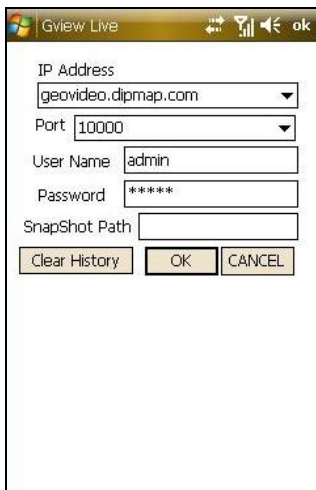 Gview Live ok
IP Address
geovideo.dipmap.com
Port 10000
User Name admin
Password *****
SnapShot Path
Clear History OK CANCEL